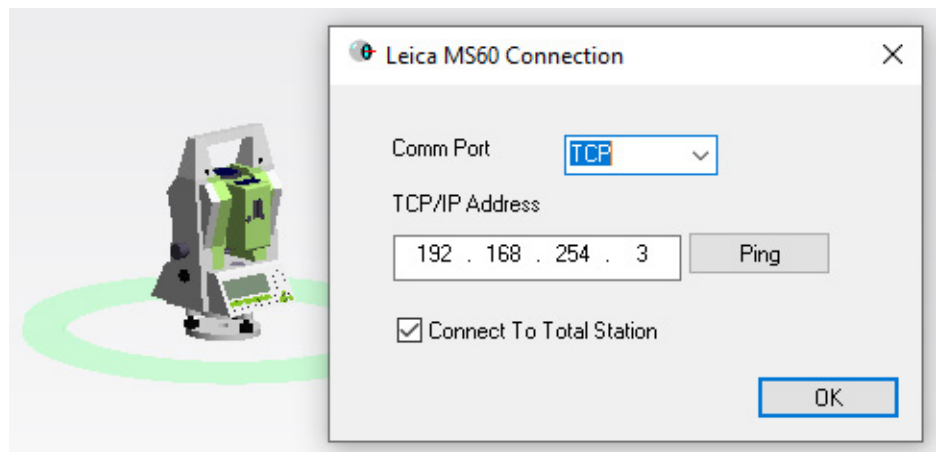 Leica MS60 Connection
Comm Port TCP
TCP/IP Address
192 . 168 . 254 . 3 Ping
Connect To Total Station
OK